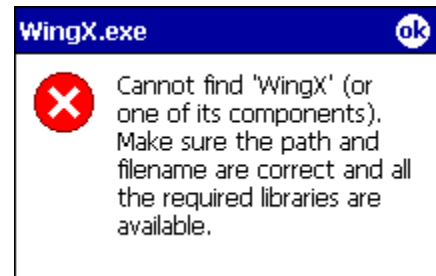 WingX.exe
ok
Cannot find 'WingX' (or
one of its components).
Make sure the path and
filename are correct and all
the required libraries are
available.